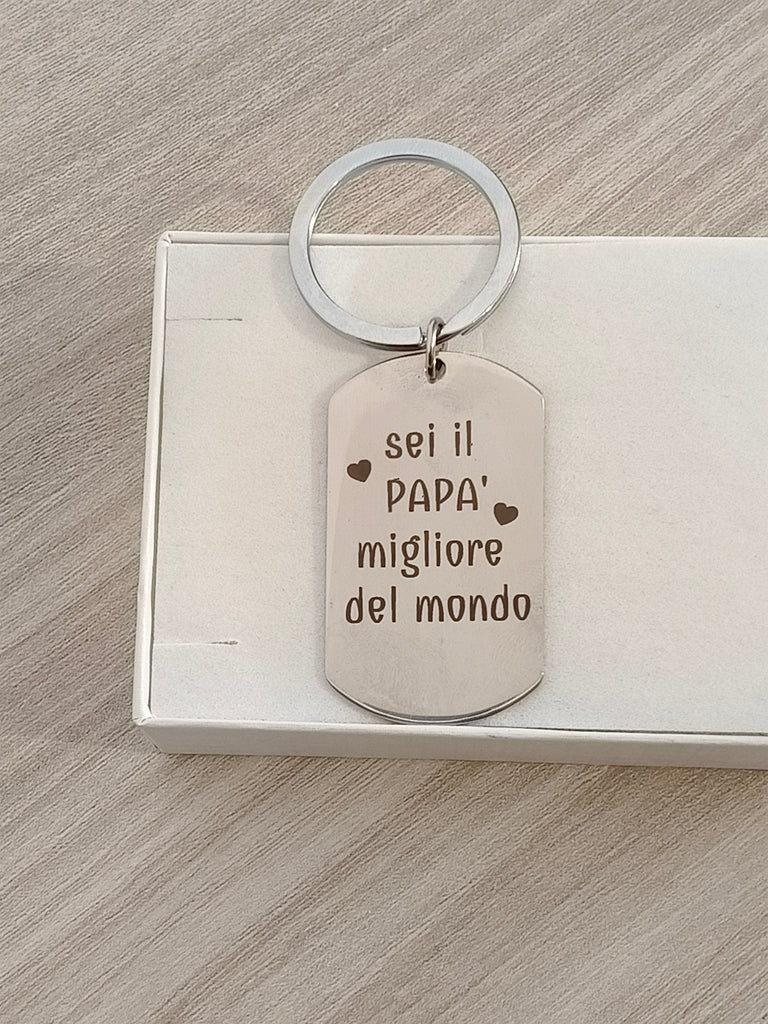 sei il
PAPA'
migliore
del mondo